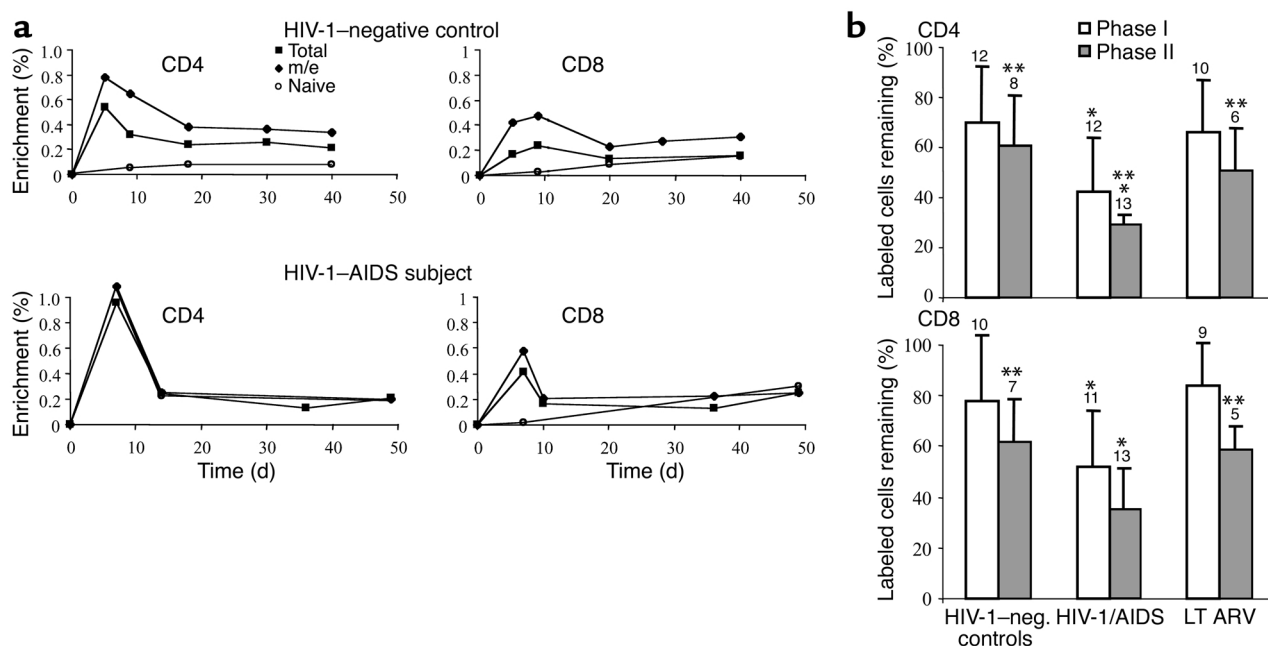 a
HIV-1–negative control
Total
m/e
Naive
CD4
Enrichment (%)
1.0
0.8
0.6
0.4
0.2
0
0 10 20 30 40 50
CD8
1.0
0.8
0.6
0.4
0.2
0
0 10 20 30 40 50
HIV-1–AIDS subject
CD4
Enrichment (%)
1.0
0.8
0.6
0.4
0.2
0
0 10 20 30 40 50
Time (d)
CD8
1
0.8
0.6
0.4
0.2
0
0 10 20 30 40 50
Time (d)
b
CD4
Phase I
Phase II
Labeled cells remaining (%)
100
80
60
40
20
0
12
**
8
*
12
**
*
13
10
**
6
CD8
Labeled cells remaining (%)
100
80
60
40
20
0
10
**
7
*
11
*
13
9
**
5
HIV-1–neg. HIV-1/AIDS LT ARV
controls